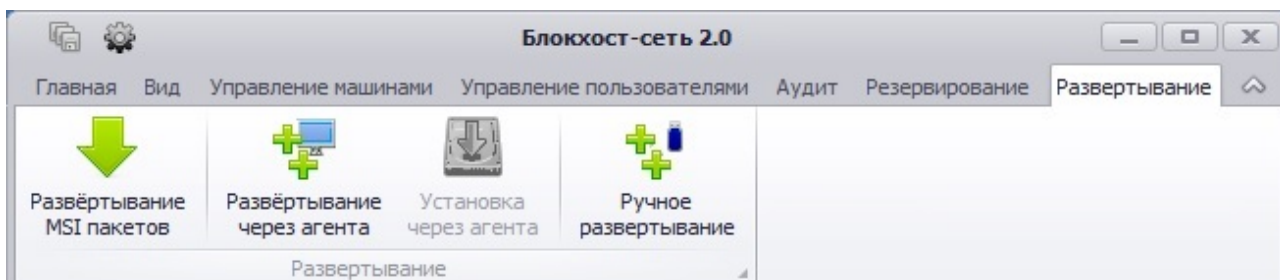 Блокхост-сеть 2.0
Главная Вид Управление машинами Управление пользователями Аудит Резервирование Развертывание
Развёртывание MSI пакетов
Развёртывание через агента
Установка через агента
Ручное развертывание
Развертывание